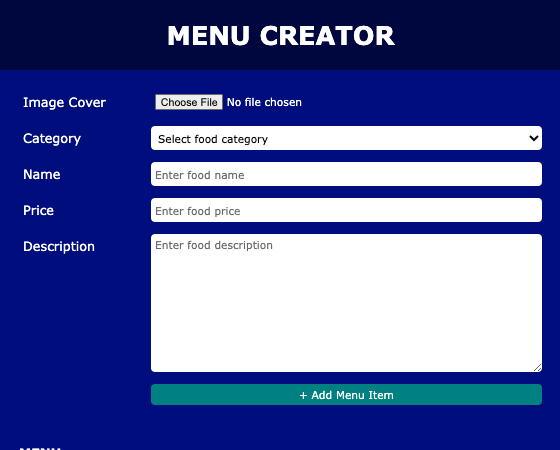 MENU CREATOR
Image Cover Choose File No file chosen
Category Select food category
Name Enter food name
Price Enter food price
Description Enter food description
+ Add Menu Item
MENU